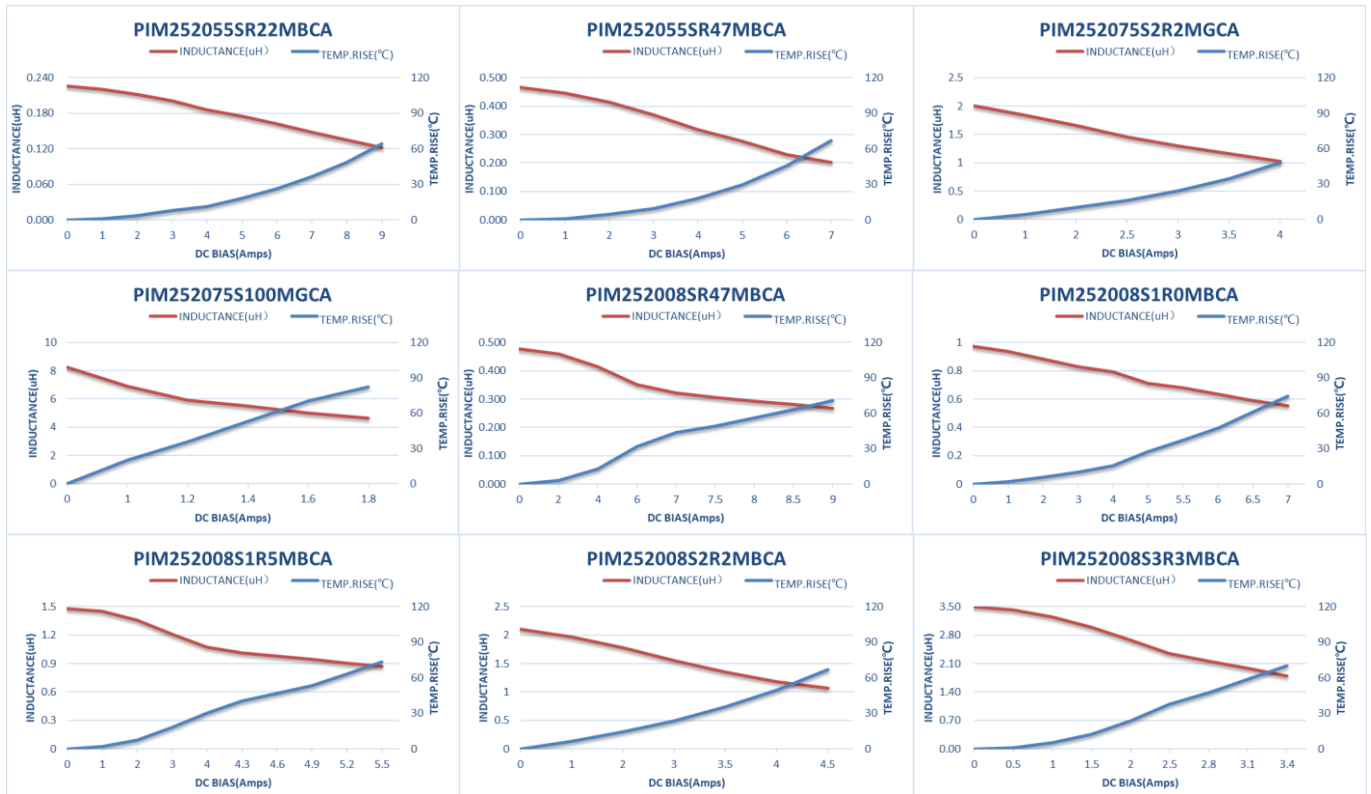 PIM252055SR22MBCA
INDUCTANCE(uH) TEMP.RISE(℃)
0.240 120
0.180 90
0.120 60
0.060 30
0.000 0
INDUCTANCE(uH)
TEMP.RISE(℃)
0 1 2 3 4 5 6 7 8 9
DC BIAS(Amps)
PIM252055SR47MBCA
INDUCTANCE(uH) TEMP.RISE(℃)
0.500 120
0.400 90
0.300 60
0.200 30
0.100 0
0.000
INDUCTANCE(uH)
TEMP.RISE(℃)
0 1 2 3 4 5 6 7
DC BIAS(Amps)
PIM252075S2R2MGCA
INDUCTANCE(uH) TEMP.RISE(℃)
2.5 120
2 90
1.5 60
1 30
0.5 0
0
INDUCTANCE(uH)
TEMP.RISE(℃)
0 1 2 2.5 3 3.5 4
DC BIAS(Amps)
PIM252075S100MGCA
INDUCTANCE(uH) TEMP.RISE(℃)
10 120
8 90
6 60
4 30
2 0
0
INDUCTANCE(uH)
TEMP.RISE(℃)
0 1 1.2 1.4 1.6 1.8
DC BIAS(Amps)
PIM252008SR47MBCA
INDUCTANCE(uH) TEMP.RISE(℃)
0.500 120
0.400 90
0.300 60
0.200 30
0.100 0
0.000
INDUCTANCE(uH)
TEMP.RISE(℃)
0 2 4 6 7 7.5 8 8.5 9
DC BIAS(Amps)
PIM252008S1R0MBCA
INDUCTANCE(uH) TEMP.RISE(℃)
1 120
0.8 90
0.6 60
0.4 30
0.2 0
0
INDUCTANCE(uH)
TEMP.RISE(℃)
0 1 2 3 4 5 5.5 6 6.5 7
DC BIAS(Amps)
PIM252008S1R5MBCA
INDUCTANCE(uH) TEMP.RISE(℃)
1.5 120
1.2 90
0.9 60
0.6 30
0.3 0
0
INDUCTANCE(uH)
TEMP.RISE(℃)
0 1 2 3 4 4.3 4.6 4.9 5.2 5.5
DC BIAS(Amps)
PIM252008S2R2MBCA
INDUCTANCE(uH) TEMP.RISE(℃)
2.5 120
2 90
1.5 60
1 30
0.5 0
0
INDUCTANCE(uH)
TEMP.RISE(℃)
0 1 2 3 3.5 4 4.5
DC BIAS(Amps)
PIM252008S3R3MBCA
INDUCTANCE(uH) TEMP.RISE(℃)
3.50 120
2.80 90
2.10 60
1.40 30
0.70 0
0.00
INDUCTANCE(uH)
TEMP.RISE(℃)
0 0.5 1 1.5 2 2.5 2.8 3.1 3.4
DC BIAS(Amps)